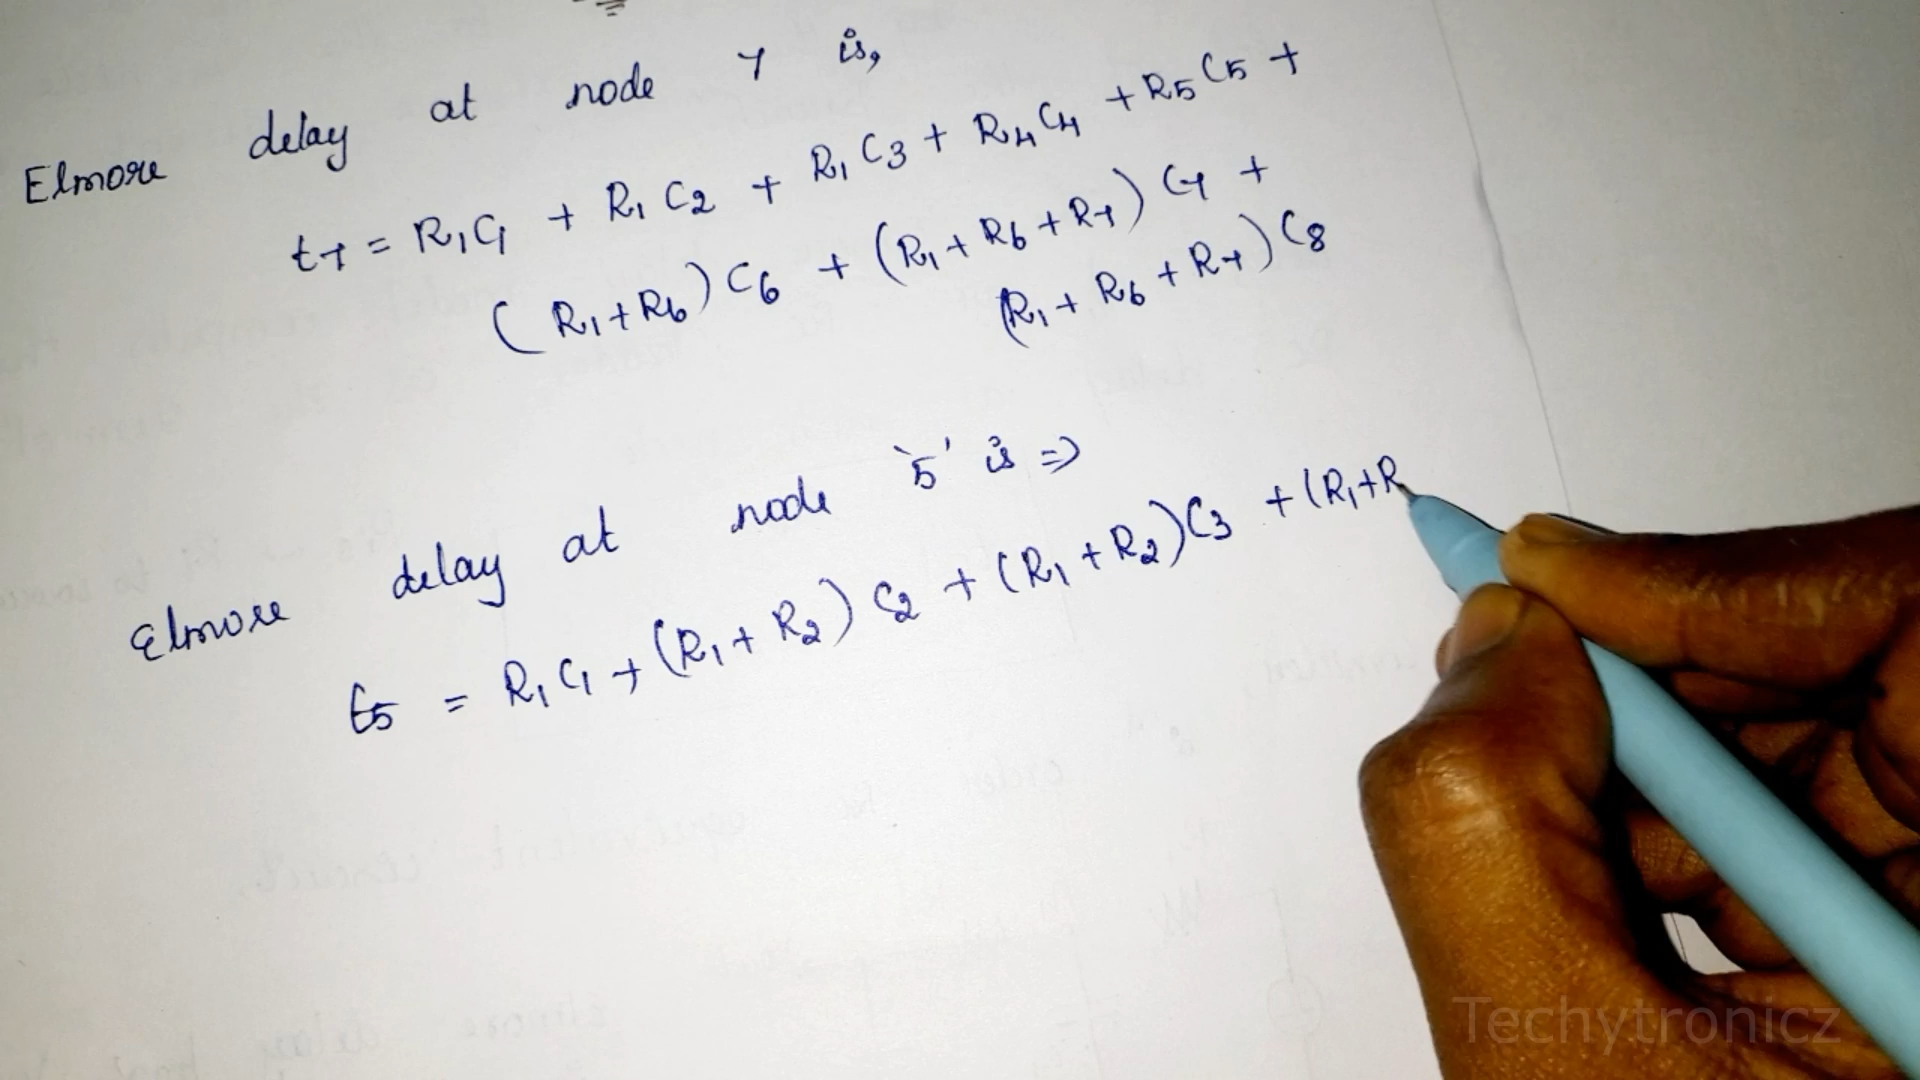 Elmore delay at node 7 is,
t7 = R1C1 + R1C2 + R1C3 + R4C4 + R5C5 +
(R1+R6)C6 + (R1+R6+R7)C7 +
(R1+R6+R7)C8
Elmore delay at node '5' is ⇒
t5 = R1C1 + (R1+R2)C2 + (R1+R2)C3 + (R1+R
Techytronicz